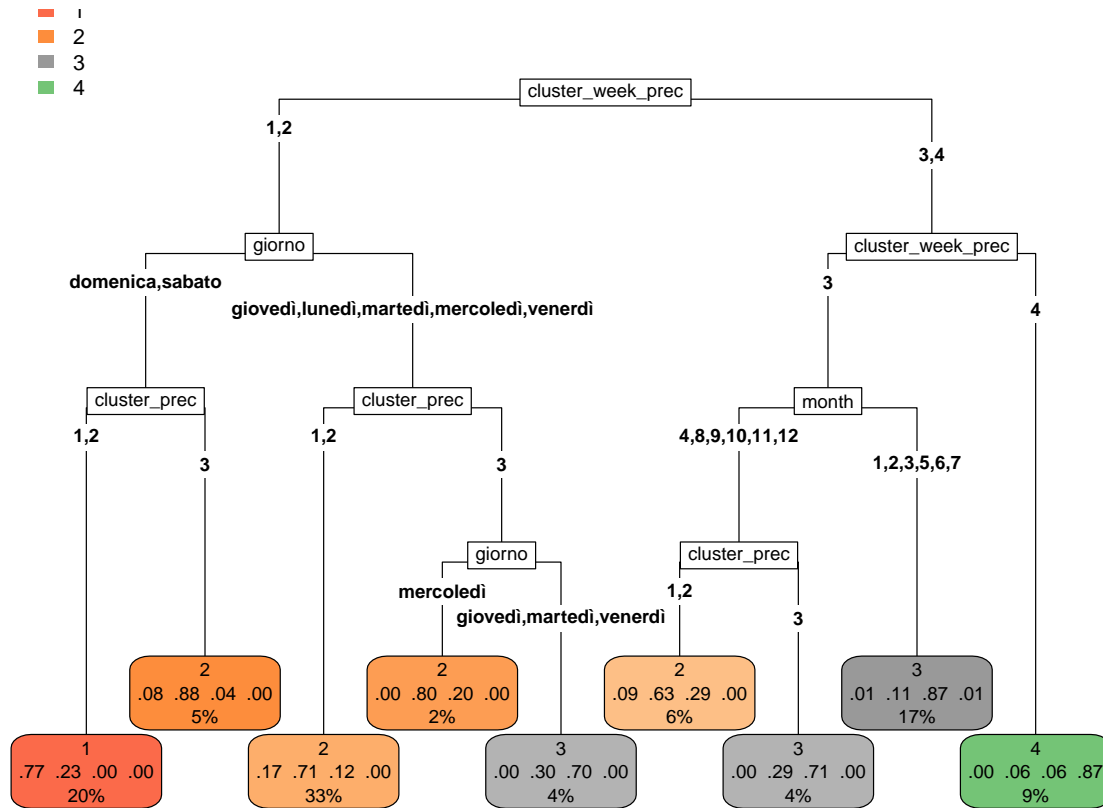 1
2
3
4
cluster_week_prec
1,2
3,4
giorno
cluster_week_prec
domenica,sabato
giovedì,lunedì,martedì,mercoledì,venerdì
3
4
cluster_prec
cluster_prec
month
1,2
3
1,2
3
4,8,9,10,11,12
1,2,3,5,6,7
giorno
cluster_prec
mercoledì
giovedì,martedì,venerdì
1,2
3
2
.08 .88 .04 .00
5%
2
.00 .80 .20 .00
2%
2
.09 .63 .29 .00
6%
3
.01 .11 .87 .01
17%
1
.77 .23 .00 .00
20%
2
.17 .71 .12 .00
33%
3
.00 .30 .70 .00
4%
3
.00 .29 .71 .00
4%
4
.00 .06 .06 .87
9%